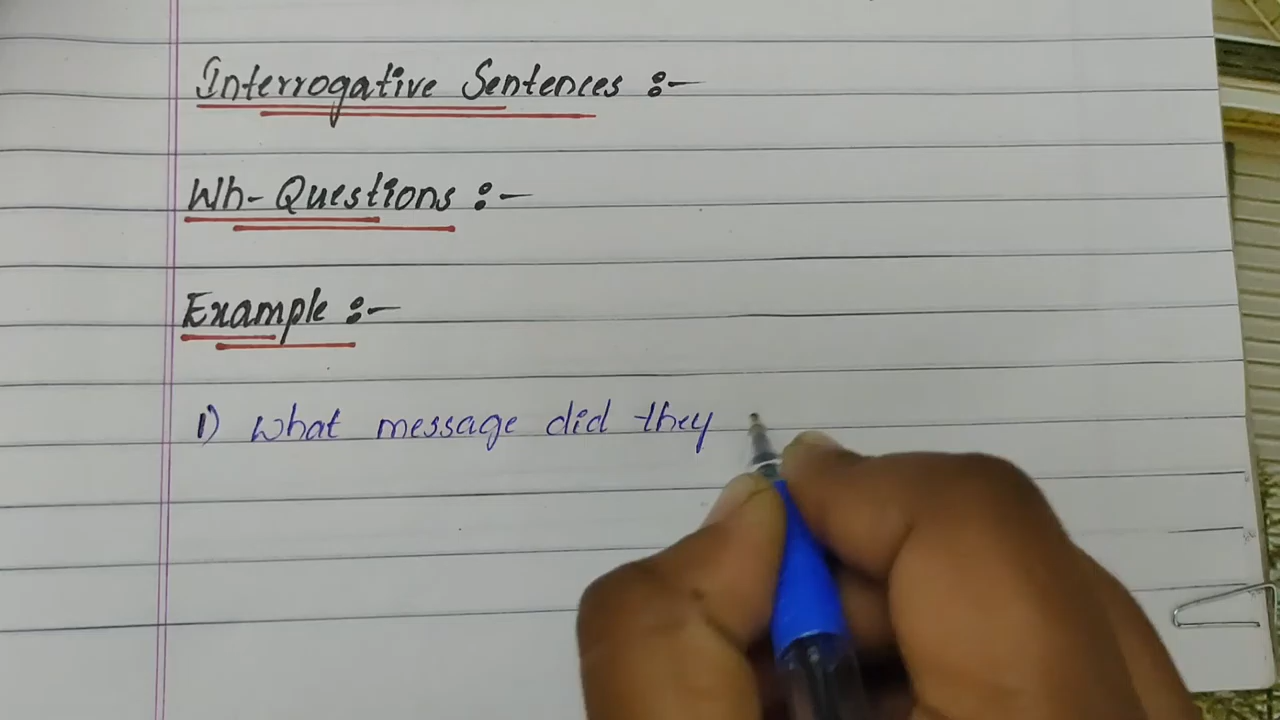 Interrogative Sentences :-
Wh-Questions :-
Example :-
1) What message did they